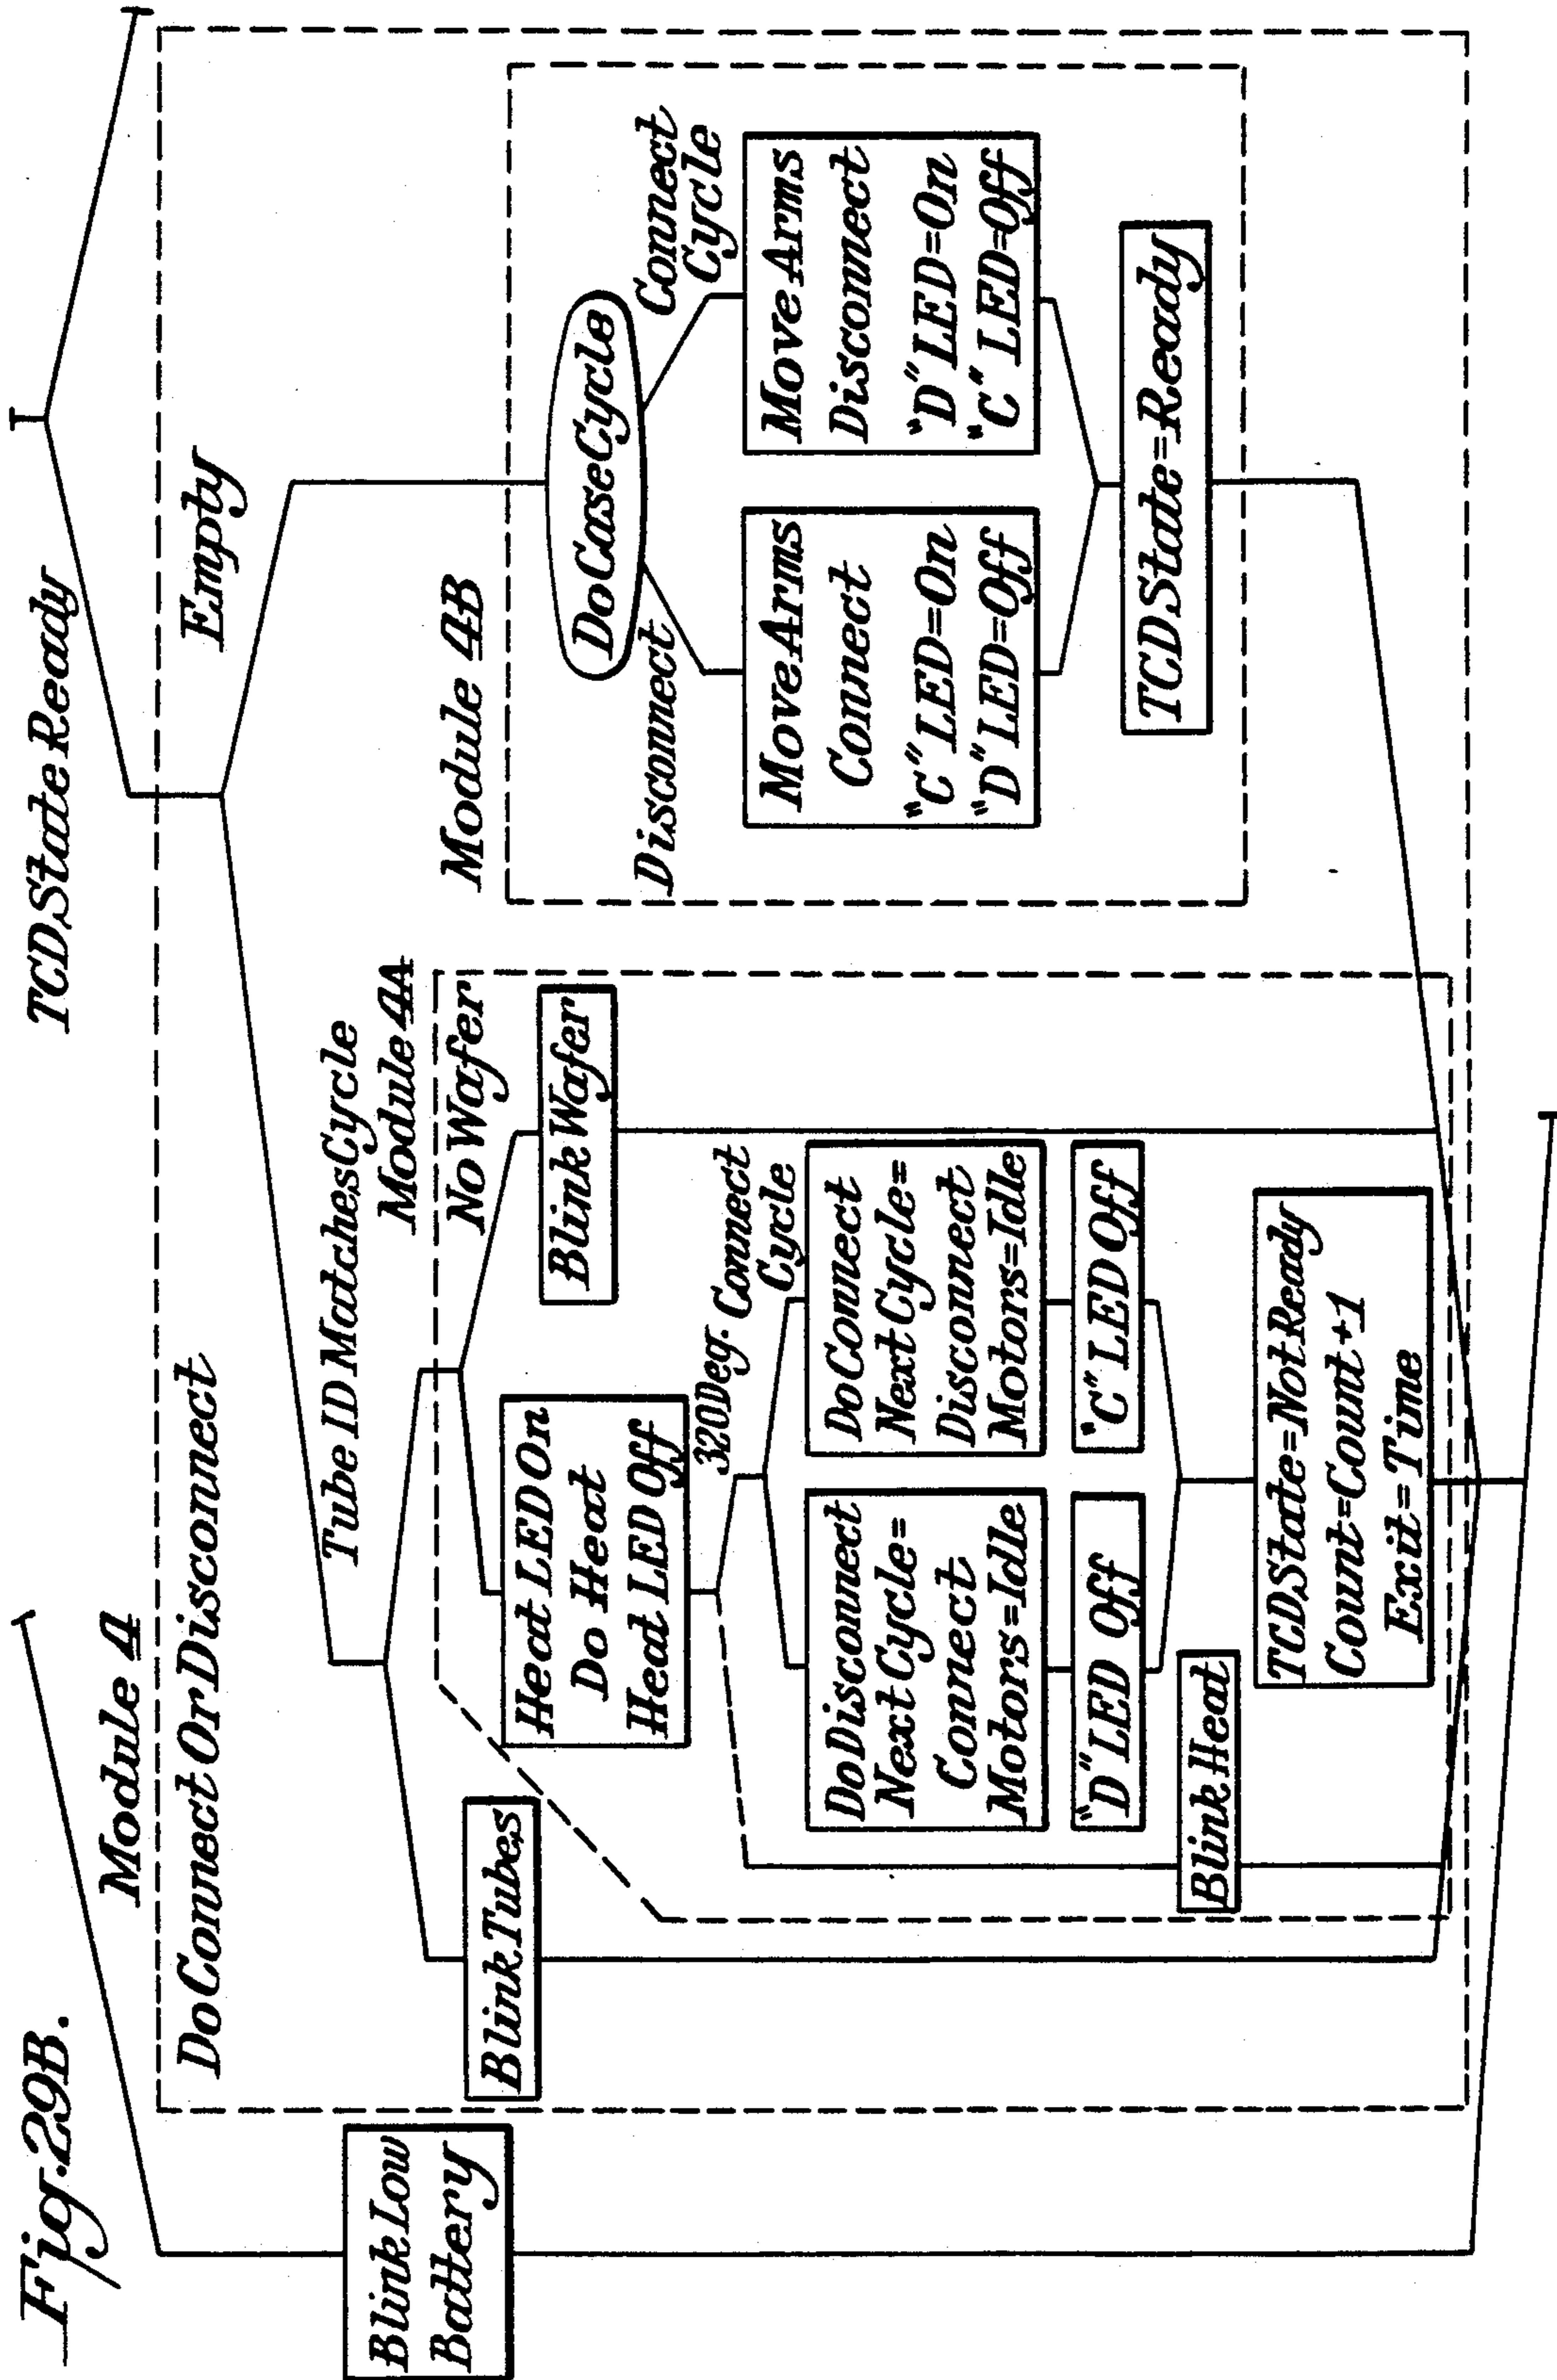 Fig. 29B.
TCD State Ready
Module 4
Do Connect Or Disconnect
Empty
Blink Low
Battery
Tube ID Matches Cycle
Module 4A
No Wafer
Blink Tubes
Heat LED On
Do Heat
Heat LED Off
Blink Wafer
320 Deg.
Connect
Cycle
Do Disconnect
Next Cycle=
Connect
Motors=Idle
Do Connect
Next Cycle=
Disconnect
Motors=Idle
"D" LED Off
"C" LED Off
Blink Heat
TCD State=Not Ready
Count=Count+1
Exit=Time
Module 4B
Do Case Cycle
Disconnect
Connect
Cycle
Move Arms
Connect
"C" LED=On
"D" LED=Off
Move Arms
Disconnect
"D" LED=On
"C" LED=Off
TCD State=Ready